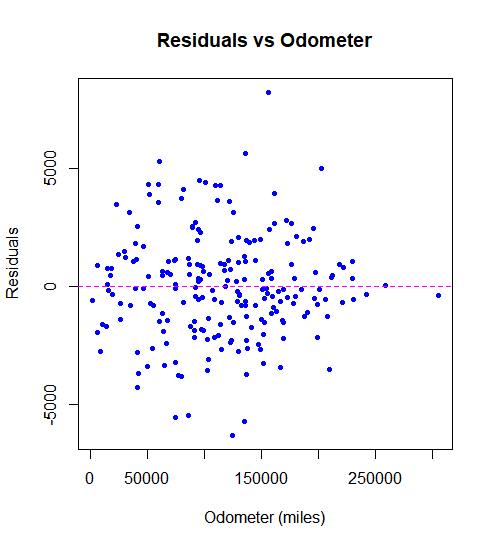 Residuals vs Odometer
Residuals
5000
0
-5000
0
50000
150000
250000
Odometer (miles)